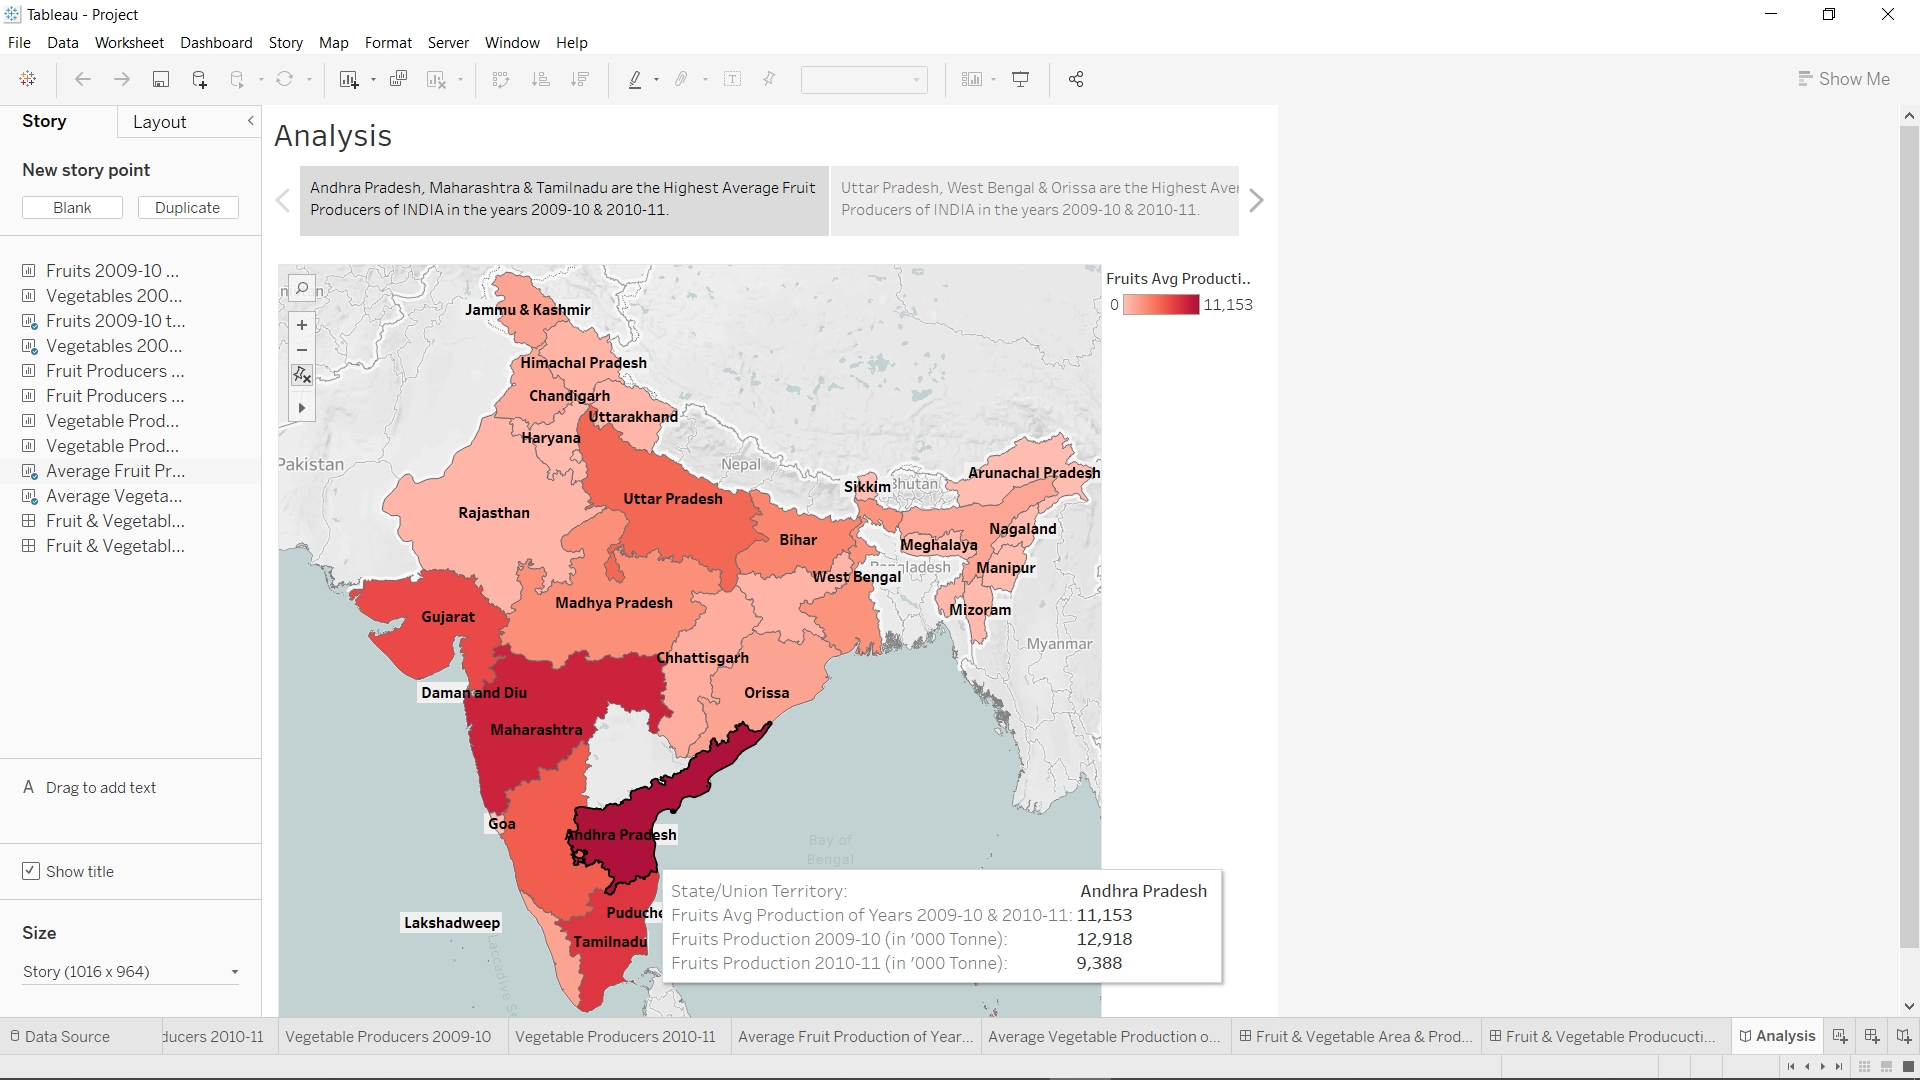 Tableau - Project
File Data Worksheet Dashboard Story Map Format Server Window Help
Show Me
Story
Layout
New story point
Blank
Duplicate
Fruits 2009-10 ...
Vegetables 200...
Fruits 2009-10 t...
Vegetables 200...
Fruit Producers ...
Fruit Producers ...
Vegetable Prod...
Vegetable Prod...
Average Fruit Pr...
Average Vegeta...
Fruit & Vegetabl...
Fruit & Vegetabl...
A Drag to add text
Show title
Size
Story (1016 x 964)
Analysis
Andhra Pradesh, Maharashtra & Tamilnadu are the Highest Average Fruit
Producers of INDIA in the years 2009-10 & 2010-11.
Uttar Pradesh, West Bengal & Orissa are the Highest Aver
Producers of INDIA in the years 2009-10 & 2010-11.
Fruits Avg Producti..
0 11,153
Jammu & Kashmir
Himachal Pradesh
Chandigarh
Uttarakhand
Haryana
Pakistan
Nepal
Arunachal Pradesh
Sikkim
Bhutan
Uttar Pradesh
Rajasthan
Nagaland
Bihar
Meghalaya
Manipur
West Bengal
Madhya Pradesh
Mizoram
Gujarat
Myanmar
Chhattisgarh
Daman and Diu
Orissa
Maharashtra
Goa
Andhra Pradesh
Bay of
Bengal
Puduche
Lakshadweep
Tamilnadu
State/Union Territory: Andhra Pradesh
Fruits Avg Production of Years 2009-10 & 2010-11: 11,153
Fruits Production 2009-10 (in '000 Tonne): 12,918
Fruits Production 2010-11 (in '000 Tonne): 9,388
Data Source
ducers 2010-11
Vegetable Producers 2009-10
Vegetable Producers 2010-11
Average Fruit Production of Year...
Average Vegetable Production o...
Fruit & Vegetable Area & Prod...
Fruit & Vegetable Producucti...
Analysis